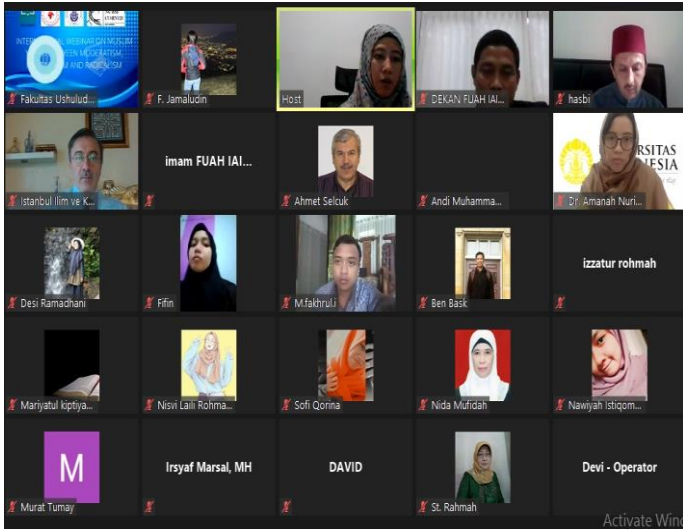 INTERNATIONAL WEBINAR ON MUSLIM
BETWEEN MODERATISM,
AND RADICALISM
Fakultas Ushulud...
F. Jamaludin
Host
DEKAN FUAH IAI...
hasbi
Istanbul Ilim ve K...
imam FUAH IAI...
Ahmet Selcuk
Andi Muhamma...
RSITAS
NESIA
Dr. Amanah Nuri...
Desi Ramadhani
Fifin
M.fakhrul.i
Ben Bask
izzatur rohmah
Mariyatul kiptiya...
Nisvi Laili Rohma...
Sofi Qorina
Nida Mufidah
Nawiyah Istiqom...
M
Murat Tumay
Irsyaf Marsal, MH
DAVID
St. Rahmah
Devi - Operator
Activate Wind